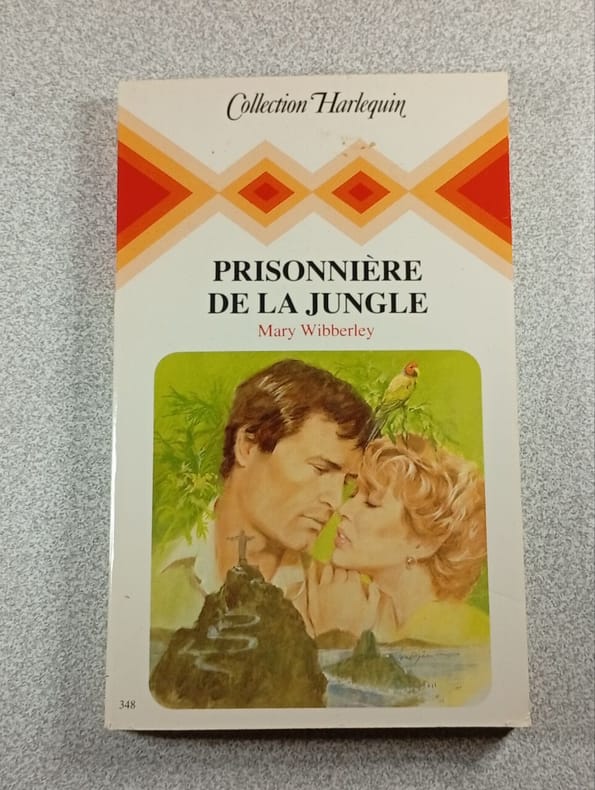 Collection Harlequin
PRISONNIÈRE
DE LA JUNGLE
Mary Wibberley
348